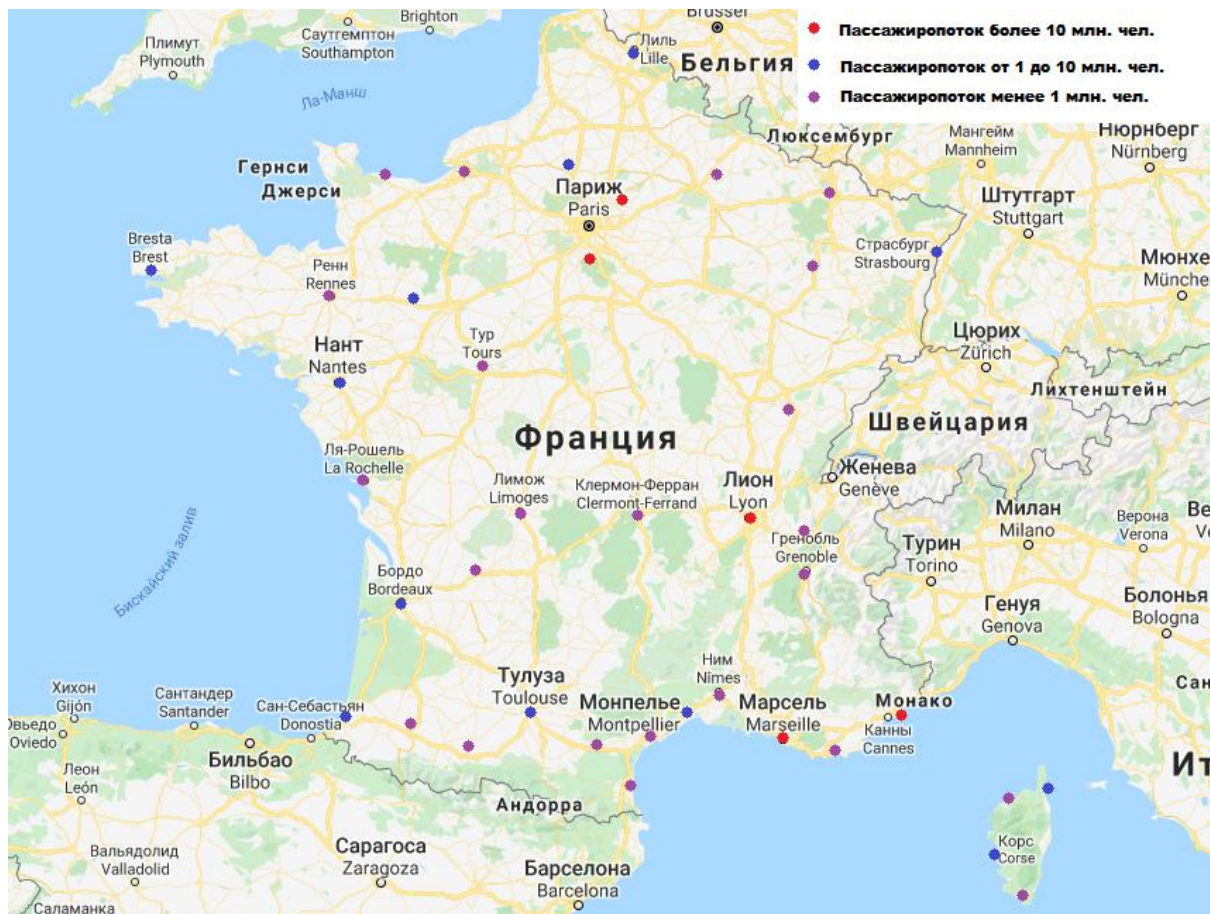 Brighton
Саутгемптон
Southampton
Плимут
Plymouth
Ла-Манш
Brüssel
Лиль
Lille
Бельгия
Пассажиропоток более 10 млн. чел.
Пассажиропоток от 1 до 10 млн. чел.
Пассажиропоток менее 1 млн. чел.
Люксембург
Мангейм
Mannheim
Нюрнберг
Nürnberg
Гернси
Джерси
Париж
Paris
Штутгарт
Stuttgart
Bresta
Brest
Ренн
Rennes
Страсбург
Strasbourg
Мюнхе
Münche
Нант
Nantes
Тур
Tours
Цюрих
Zürich
Лихтенштейн
Франция
Швейцария
Ля-Рошель
La Rochelle
Лимож
Limoges
Клермон-Ферран
Clermont-Ferrand
Лион
Lyon
Женева
Genève
Милан
Milano
Верона
Verona
Ве
Гренобль
Grenoble
Турин
Torino
Бискайский залив
Бордо
Bordeaux
Генуя
Genova
Болонья
Bologna
Хихон
Gijón
Овьедо
Oviedo
Сантандер
Santander
Сан-Себастьян
Donostia
Тулуза
Toulouse
Монпелье
Montpellier
Ним
Nîmes
Марсель
Marseille
Монако
Канны
Cannes
Сан
Бильбао
Bilbo
Леон
León
Андорра
Ит
Вальядолид
Valladolid
Сарагоса
Zaragoza
Барселона
Barcelona
Корс
Corse
Саламанка